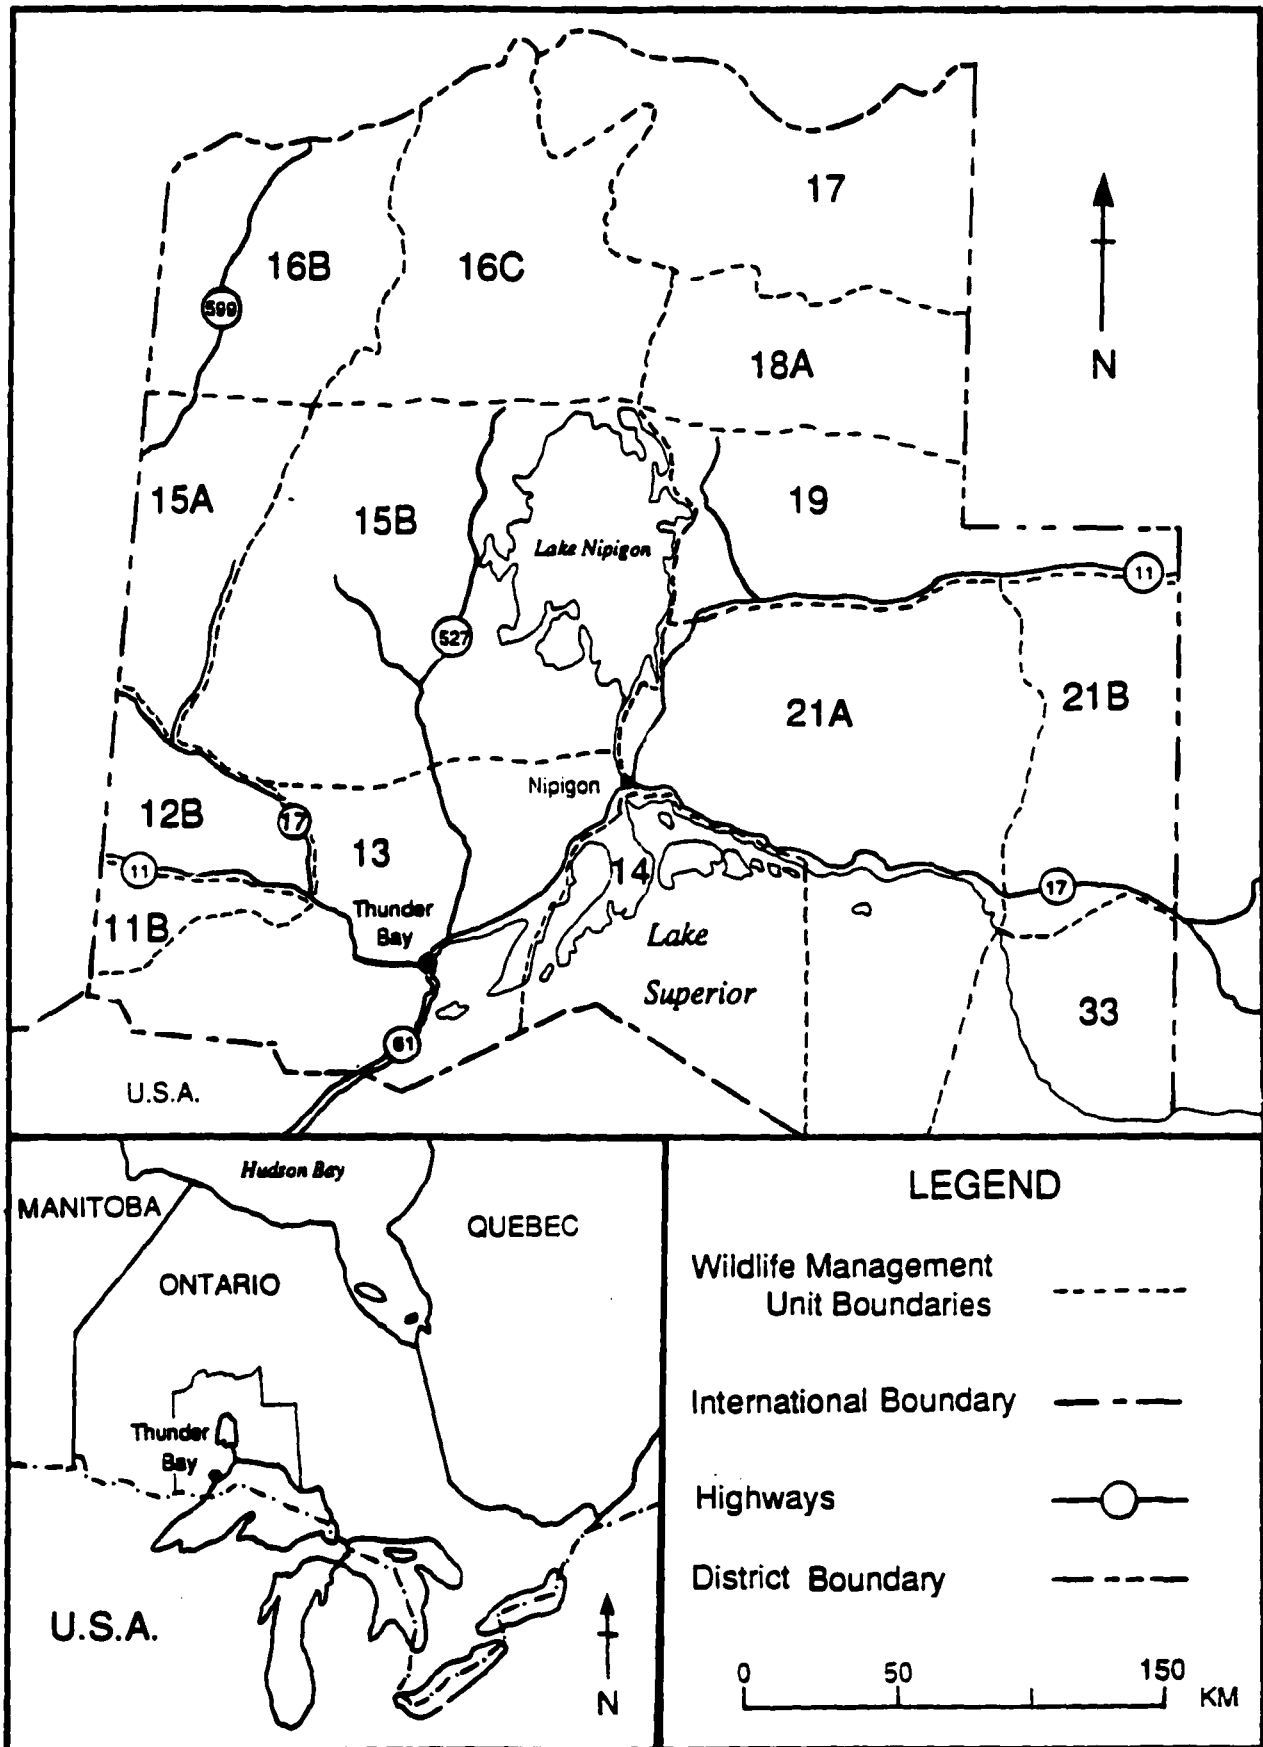 17
16B
16C
599
N
18A
15A
15B
19
Lake Nipigon
11
527
21A
21B
Nipigon
12B
17
13
11
14
17
Thunder
Bay
11B
Lake
Superior
33
61
U.S.A.
Hudson Bay
MANITOBA
QUEBEC
ONTARIO
Thunder
Bay
U.S.A.
N
LEGEND
Wildlife Management
Unit Boundaries
International Boundary
Highways
District Boundary
0 50 150
KM